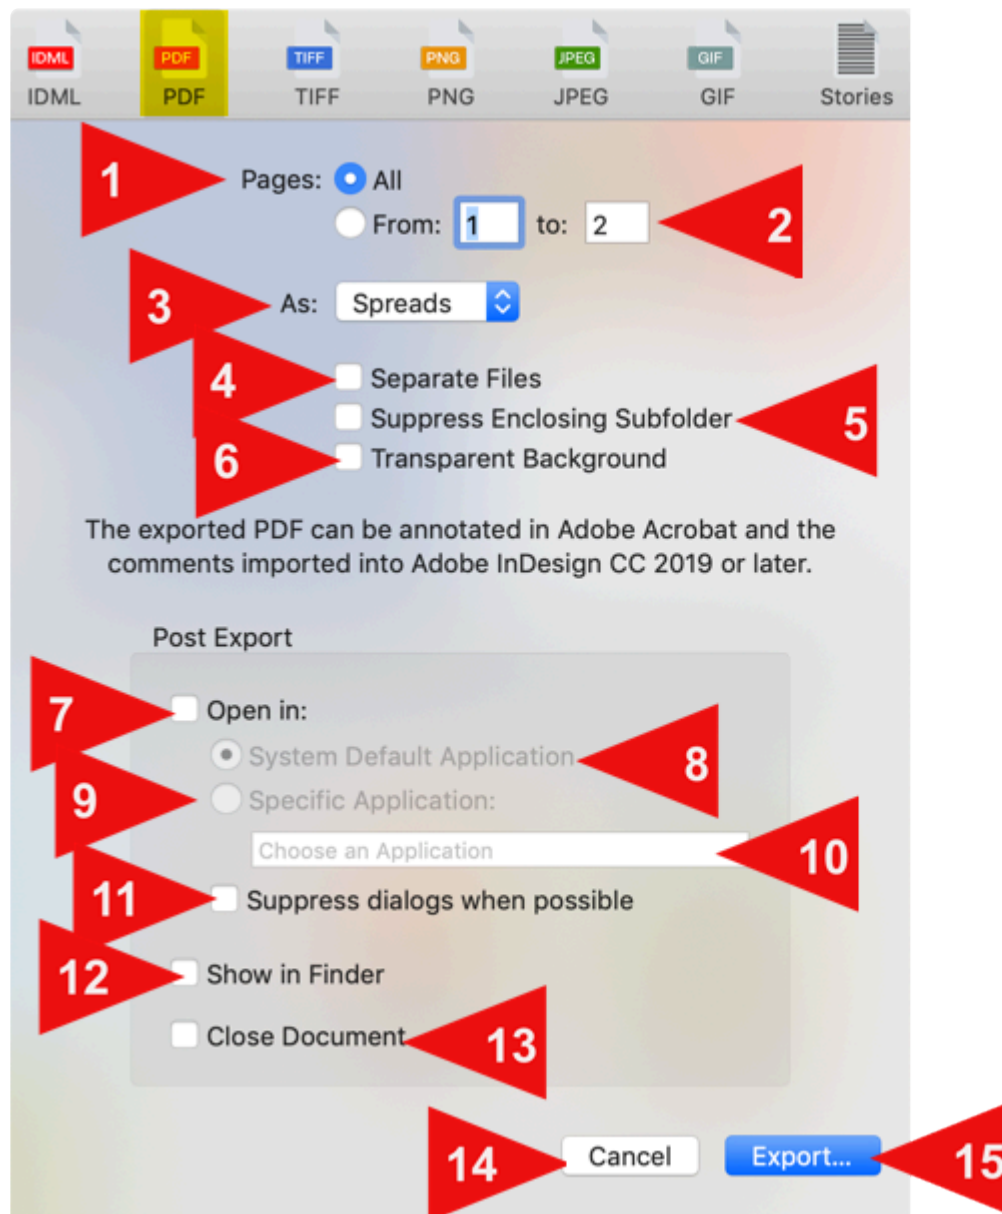 IDML PDF TIFF PNG JPEG GIF
IDML PDF TIFF PNG JPEG GIF Stories
1 Pages: All
From: 1 to: 2 2
3 As: Spreads
4 Separate Files
Suppress Enclosing Subfolder 5
6 Transparent Background
The exported PDF can be annotated in Adobe Acrobat and the
comments imported into Adobe InDesign CC 2019 or later.
Post Export
7 Open in:
System Default Application 8
9 Specific Application:
Choose an Application 10
11 Suppress dialogs when possible
12 Show in Finder
Close Document 13
14 Cancel Export... 15